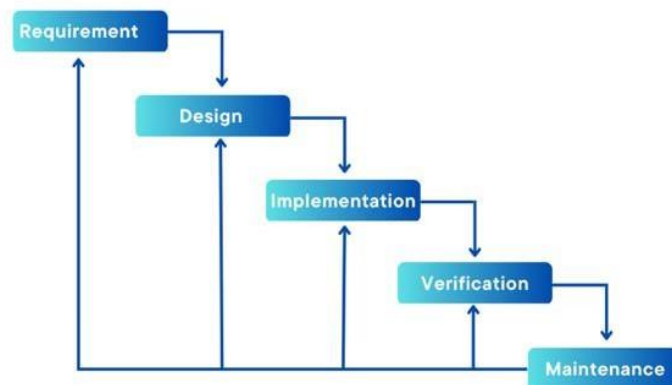 Requirement
Design
Implementation
Verification
Maintenance